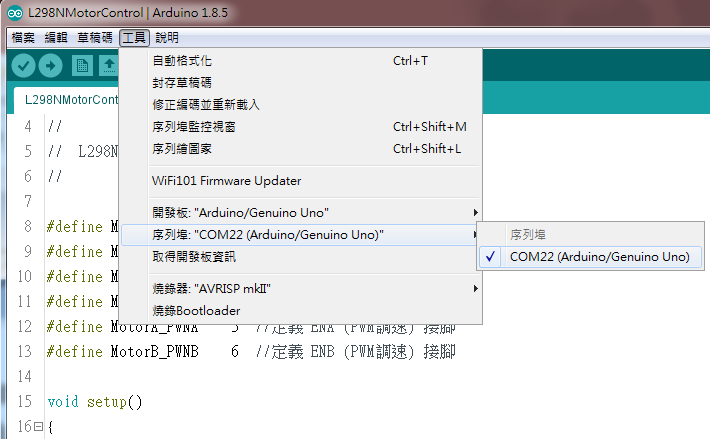 L298NMotorControl | Arduino 1.8.5
檔案 編輯 草稿碼 工具 說明
自動格式化 Ctrl+T
封存草稿碼
L298NMotorCont
修正編碼並重新載入
4 //
序列埠監控視窗 Ctrl+Shift+M
5 // L298N
序列繪圖家 Ctrl+Shift+L
6 //
WiFi101 Firmware Updater
7
開發板: "Arduino/Genuino Uno"
8 #define M
序列埠: "COM22 (Arduino/Genuino Uno)"
序列埠
9 #define M
取得開發板資訊
COM22 (Arduino/Genuino Uno)
10 #define M
燒錄器: "AVRISP mkII"
11 #define M
燒錄Bootloader
12 #define MotorA_PWNA 5 //定義 ENA (PWM調速) 接腳
13 #define MotorB_PWNB 6 //定義 ENB (PWM調速) 接腳
14
15 void setup()
16 {